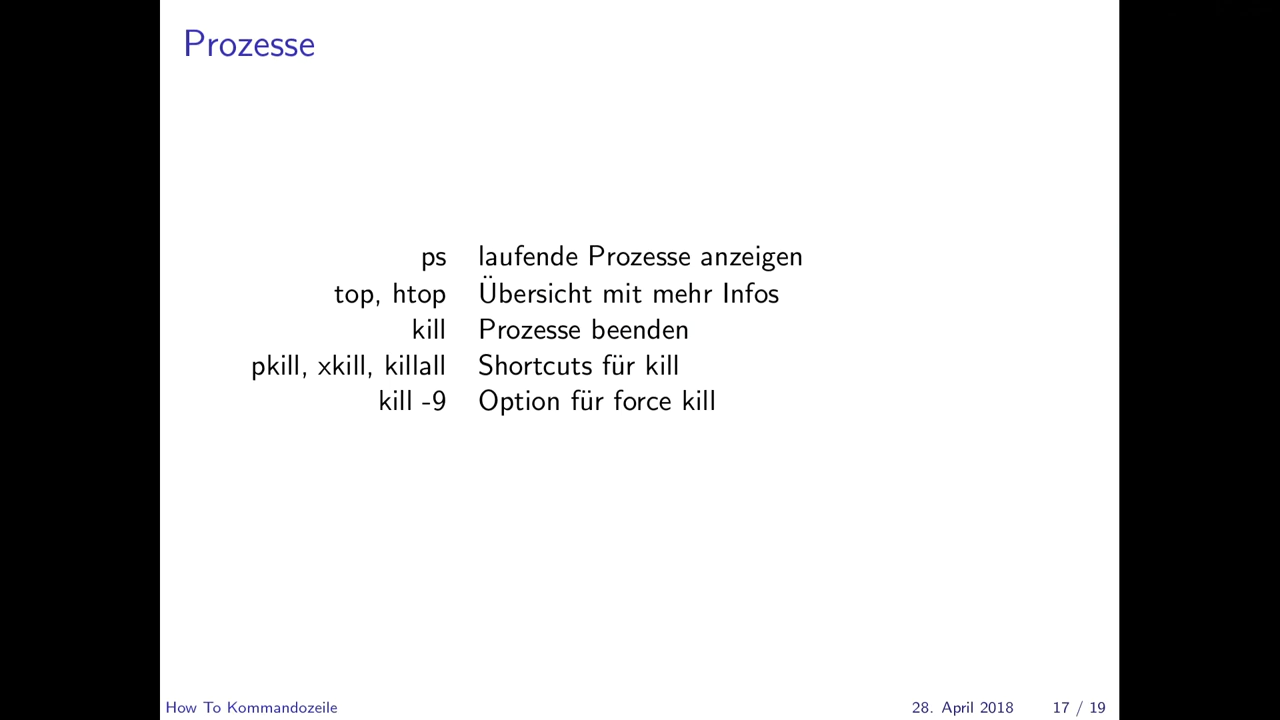 Prozesse
ps laufende Prozesse anzeigen
top, htop Übersicht mit mehr Infos
kill Prozesse beenden
pkill, xkill, killall Shortcuts für kill
kill -9 Option für force kill
How To Kommandozeile 28. April 2018 17 / 19